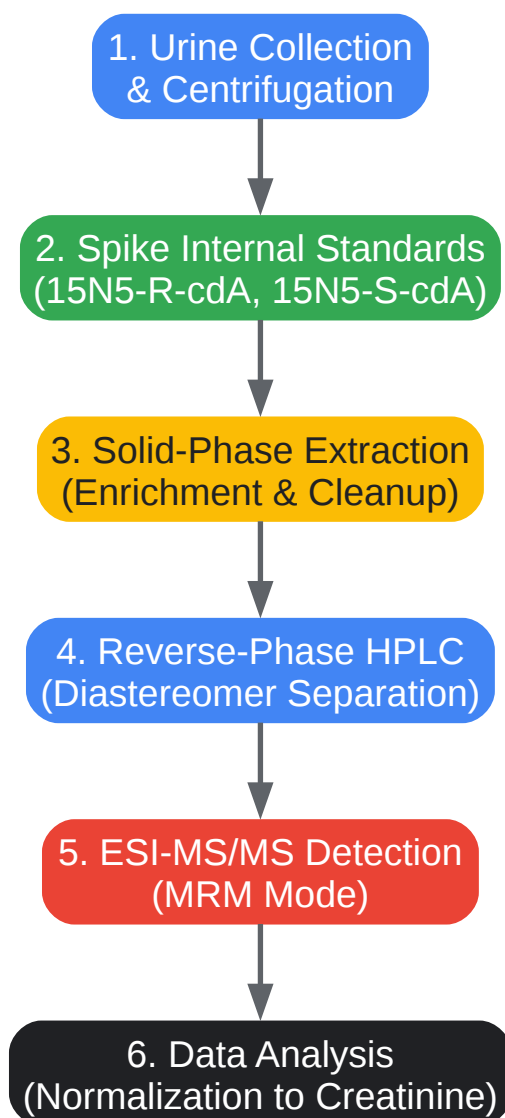 1. Urine Collection
& Centrifugation
2. Spike Internal Standards
(15N5-R-cdA, 15N5-S-cdA)
3. Solid-Phase Extraction
(Enrichment & Cleanup)
4. Reverse-Phase HPLC
(Diastereomer Separation)
5. ESI-MS/MS Detection
(MRM Mode)
6. Data Analysis
(Normalization to Creatinine)